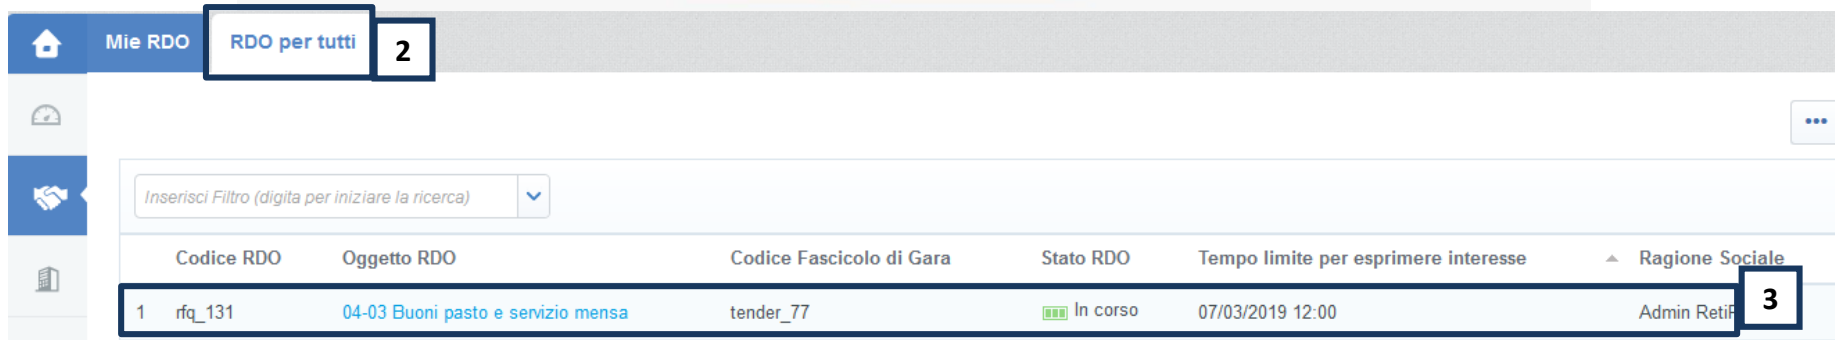 Mie RDO RDO per tutti 2
•••
Inserisci Filtro (digita per iniziare la ricerca)
Codice RDO Oggetto RDO Codice Fascicolo di Gara Stato RDO Tempo limite per esprimere interesse Ragione Sociale
1 rfq_131 04-03 Buoni pasto e servizio mensa tender_77 In corso 07/03/2019 12:00 Admin 3